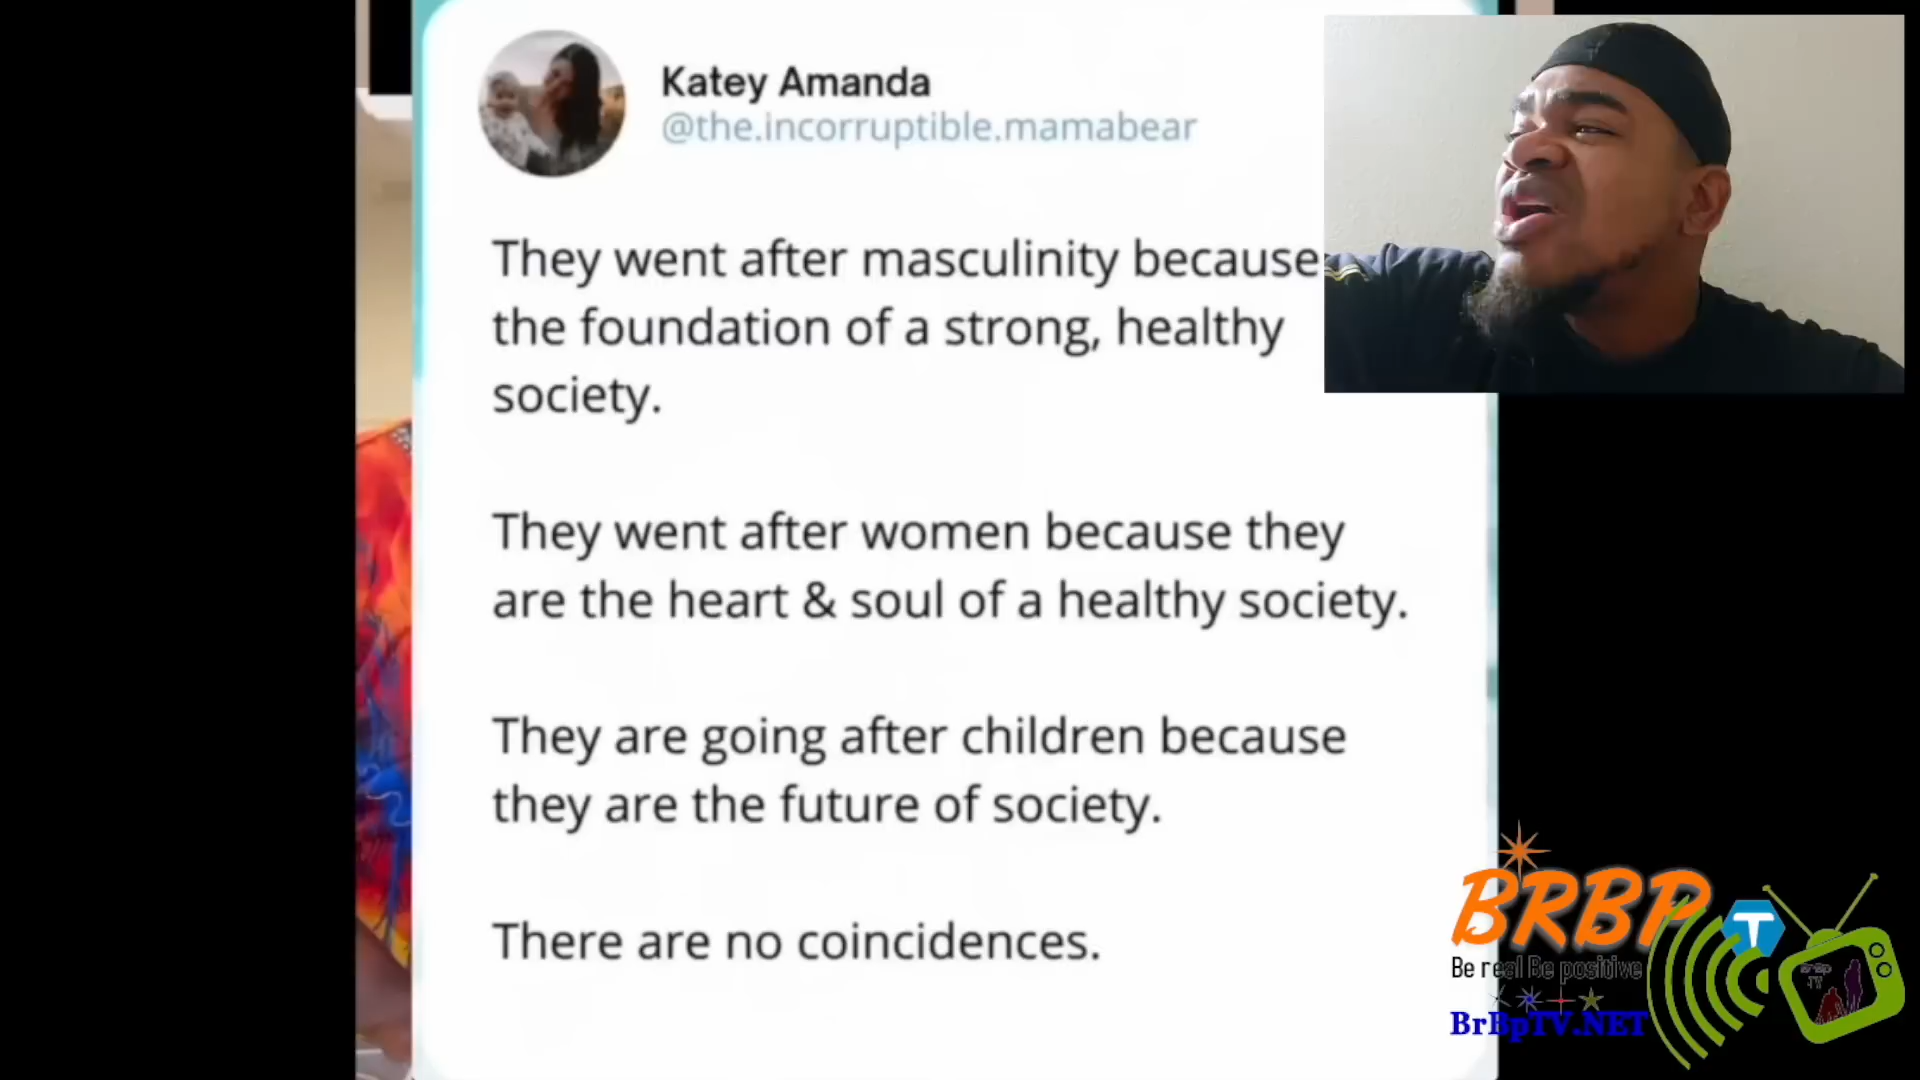 Katey Amanda
@the.incorruptible.mamabear
They went after masculinity because
the foundation of a strong, healthy
society.
They went after women because they
are the heart & soul of a healthy society.
They are going after children because
they are the future of society.
There are no coincidences.
BRBP
T
Be real Be positive
BrBpTV.NET